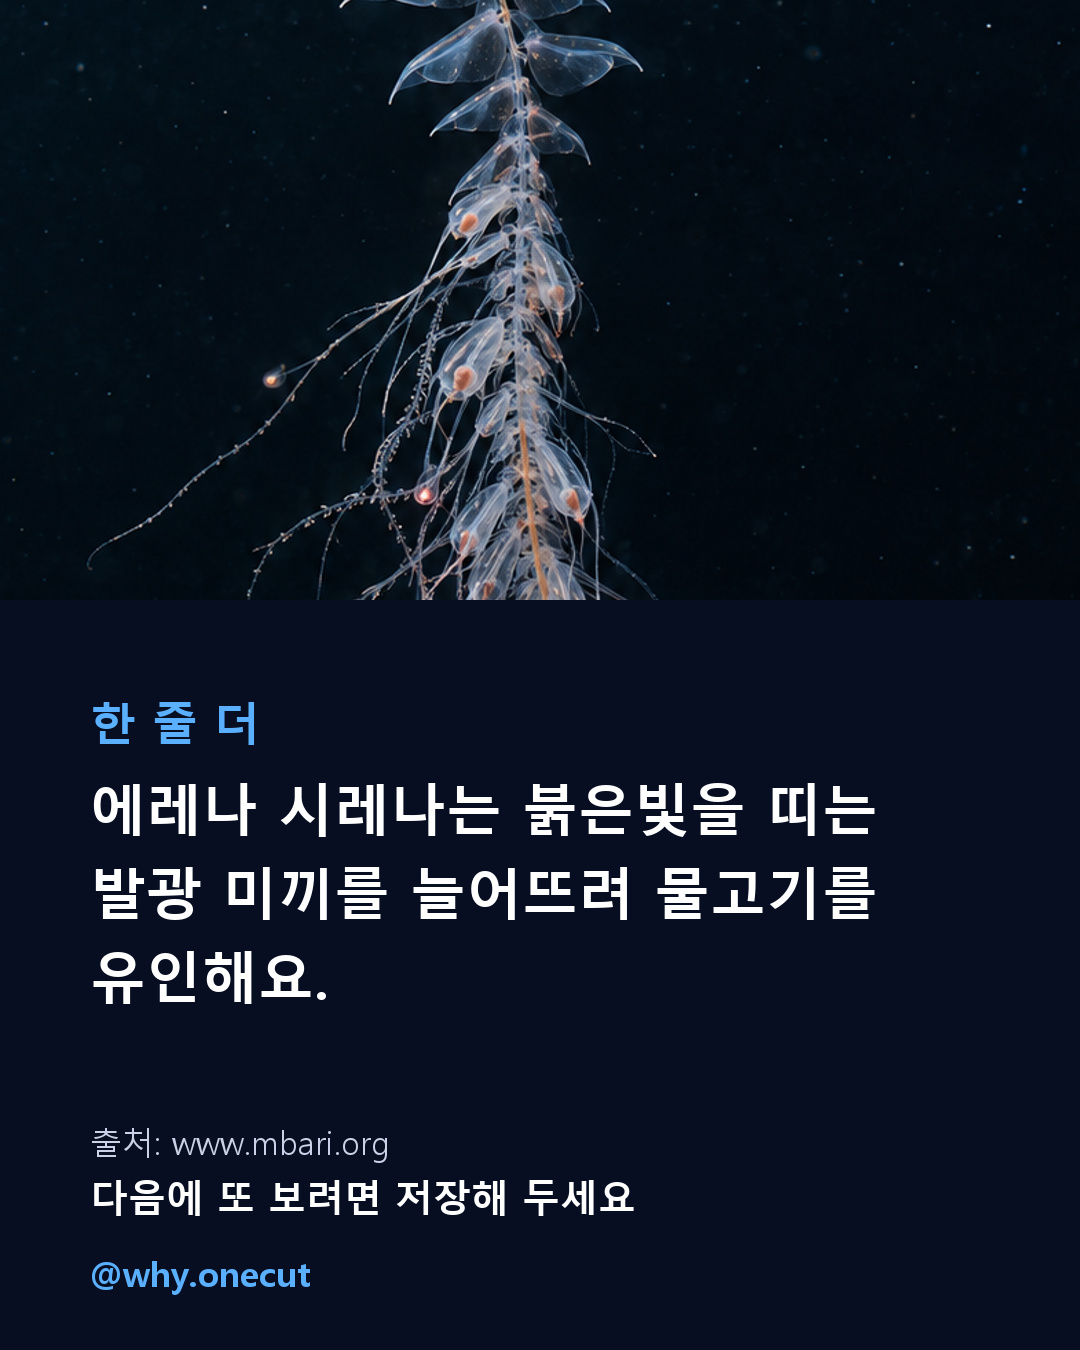 한 줄 더
에레나 시레나는 붉은빛을 띠는
발광 미끼를 늘어뜨려 물고기를
유인해요.
출처: www.mbari.org
다음에 또 보려면 저장해 두세요
@why.onecut